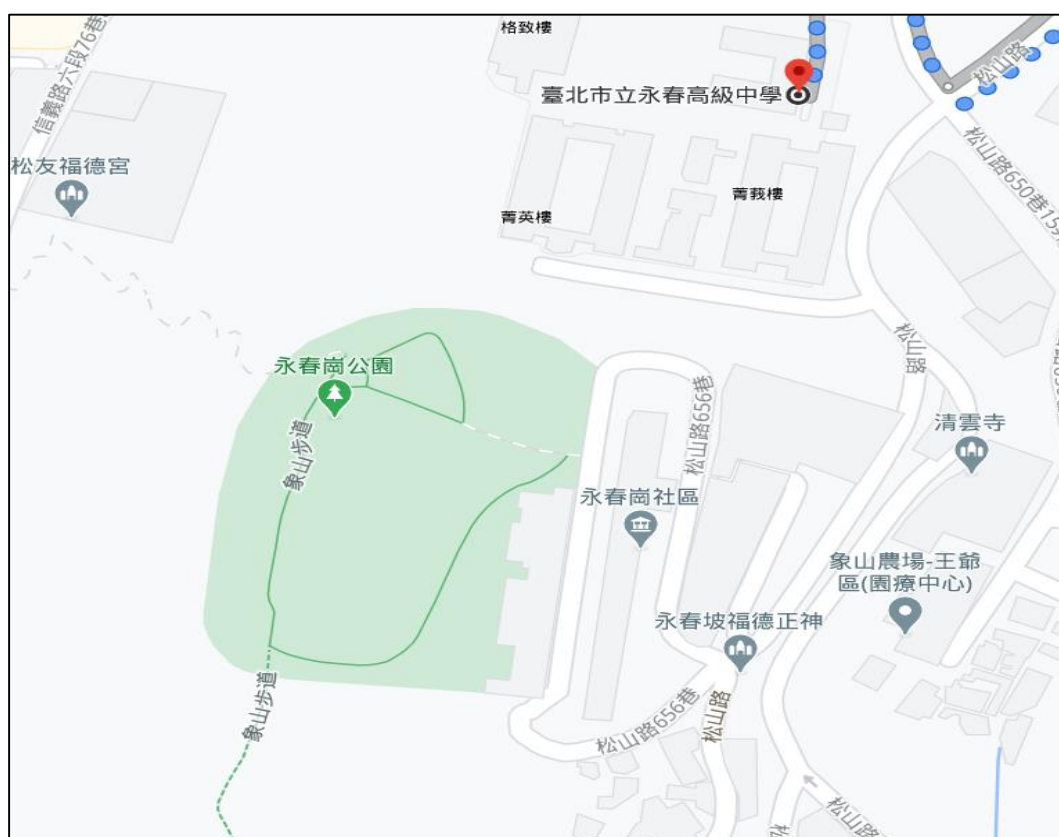 格致樓
信義路六段76巷
松山路
臺北市立永春高級中學
松友福德宮
菁英樓
菁莪樓
松山路650巷15弄
永春崗公園
松山路
象山步道
松山路656巷
清雲寺
永春崗社區
象山農場-王爺
區(園療中心)
永春坡福德正神
象山步道
松山路656巷
松山路
松山路